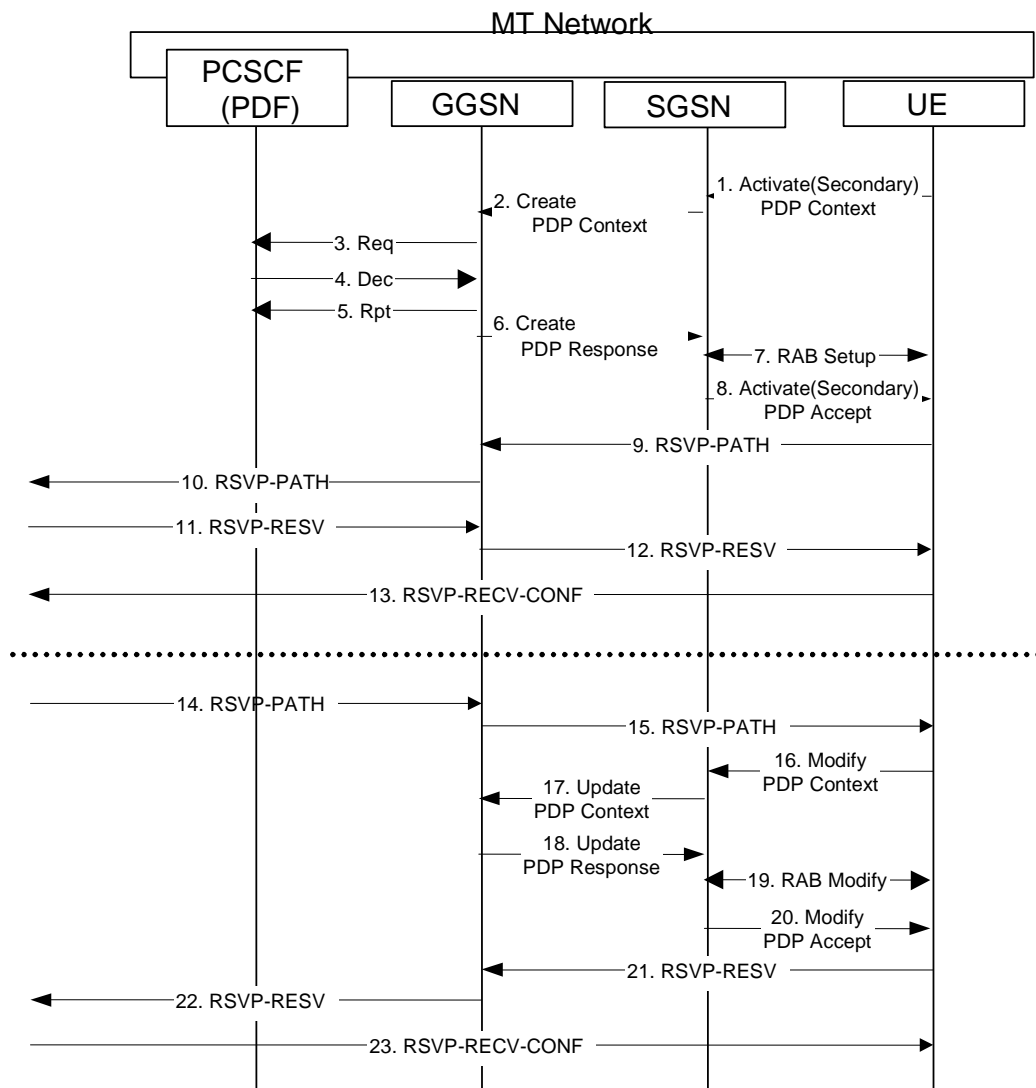 MT Network
PCSCF
(PDF)
GGSN
SGSN
UE
1. Activate(Secondary)
PDP Context
2. Create
PDP Context
3. Req
4. Dec
5. Rpt
6. Create
PDP Response
7. RAB Setup
8. Activate(Secondary)
PDP Accept
9. RSVP-PATH
10. RSVP-PATH
11. RSVP-RESV
12. RSVP-RESV
13. RSVP-RECV-CONF
14. RSVP-PATH
15. RSVP-PATH
16. Modify
PDP Context
17. Update
PDP Context
18. Update
PDP Response
19. RAB Modify
20. Modify
PDP Accept
21. RSVP-RESV
22. RSVP-RESV
23. RSVP-RECV-CONF